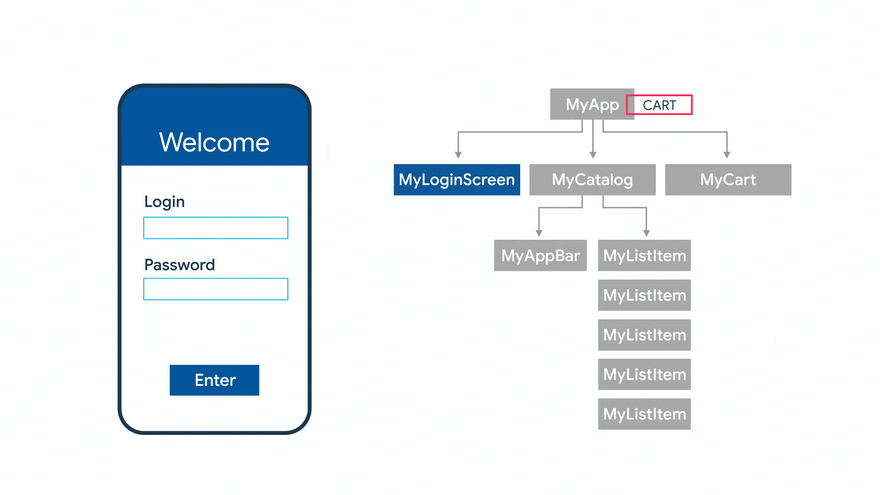 Welcome
Login
Password
Enter
MyApp
CART
MyLoginScreen
MyCatalog
MyCart
MyAppBar
MyListItem
MyListItem
MyListItem
MyListItem
MyListItem